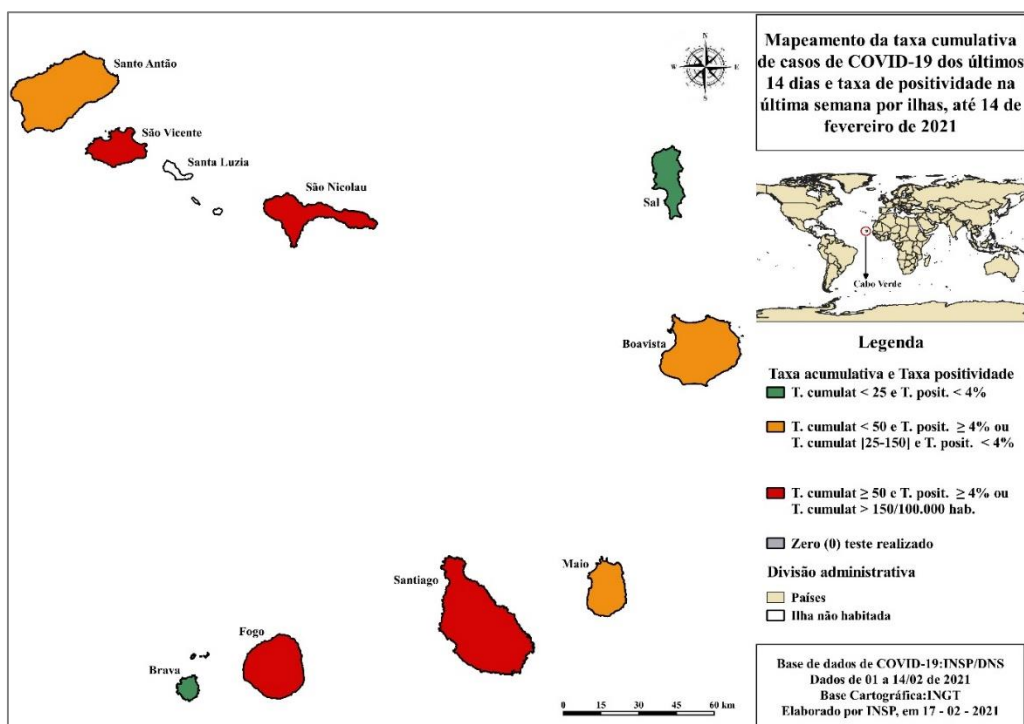 Mapeamento da taxa cumulativa
de casos de COVID-19 dos últimos
14 dias e taxa de positividade na
última semana por ilhas, até 14 de
fevereiro de 2021
N
W
E
S
Santo Antão
São Vicente
Santa Luzia
São Nicolau
Sal
Boavista
Maio
Santiago
Fogo
Brava
Cabo Verde
Legenda
Taxa acumulativa e Taxa positividade
T. cumulat < 25 e T. posit. < 4%
T. cumulat < 50 e T. posit. ≥ 4% ou
T. cumulat |25-150| e T. posit. < 4%
T. cumulat ≥ 50 e T. posit. ≥ 4% ou
T. cumulat > 150/100.000 hab.
Zero (0) teste realizado
Divisão administrativa
Países
Ilha não habitada
0 15 30 45 60 km
Base de dados de COVID-19:INSP/DNS
Dados de 01 a 14/02 de 2021
Base Cartográfica:INGT
Elaborado por INSP, em 17 - 02 - 2021